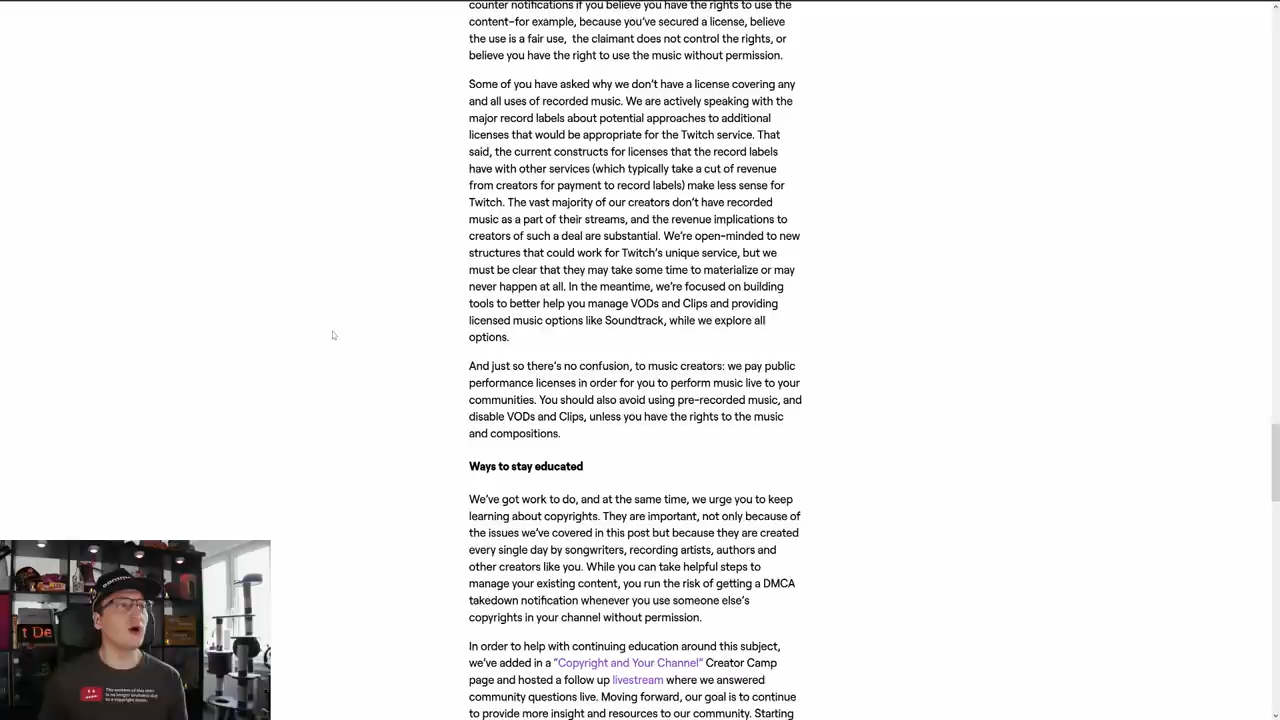 counter notifications if you believe you have the rights to use the
content–for example, because you've secured a license, believe
the use is a fair use,  the claimant does not control the rights, or
believe you have the right to use the music without permission.
Some of you have asked why we don't have a license covering any
and all uses of recorded music. We are actively speaking with the
major record labels about potential approaches to additional
licenses that would be appropriate for the Twitch service. That
said, the current constructs for licenses that the record labels
have with other services (which typically take a cut of revenue
from creators for payment to record labels) make less sense for
Twitch. The vast majority of our creators don't have recorded
music as a part of their streams, and the revenue implications to
creators of such a deal are substantial. We're open-minded to new
structures that could work for Twitch's unique service, but we
must be clear that they may take some time to materialize or may
never happen at all. In the meantime, we're focused on building
tools to better help you manage VODs and Clips and providing
licensed music options like Soundtrack, while we explore all
options.
And just so there's no confusion, to music creators: we pay public
performance licenses in order for you to perform music live to your
communities. You should also avoid using pre-recorded music, and
disable VODs and Clips, unless you have the rights to the music
and compositions.
Ways to stay educated
We've got work to do, and at the same time, we urge you to keep
learning about copyrights. They are important, not only because of
the issues we've covered in this post but because they are created
every single day by songwriters, recording artists, authors and
other creators like you. While you can take helpful steps to
manage your existing content, you run the risk of getting a DMCA
takedown notification whenever you use someone else's
copyrights in your channel without permission.
In order to help with continuing education around this subject,
we've added in a "Copyright and Your Channel" Creator Camp
page and hosted a follow up livestream where we answered
community questions live. Moving forward, our goal is to continue
to provide more insight and resources to our community. Starting
t De
The content of this shirt
is no longer available due
to a copyright claim.